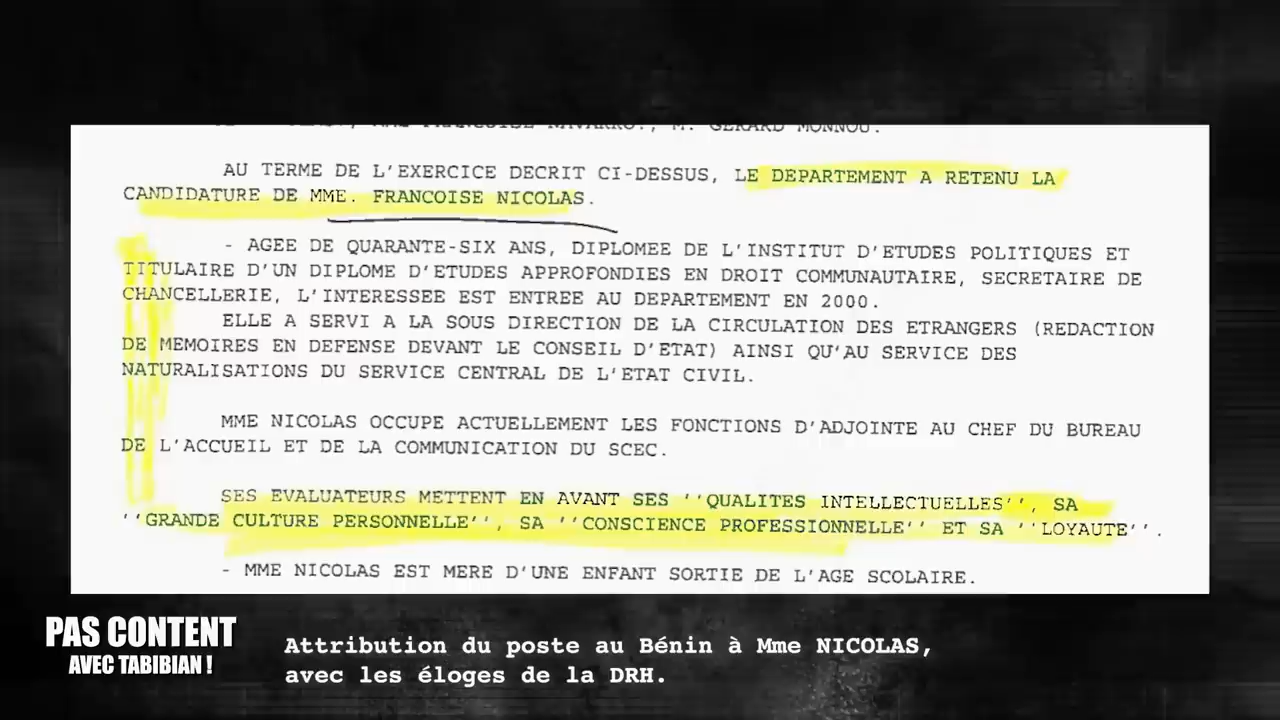 MME FRANCOISE NAVARRO., M. GERARD MONNOU.
AU TERME DE L'EXERCICE DECRIT CI-DESSUS, LE DEPARTEMENT A RETENU LA
CANDIDATURE DE MME. FRANCOISE NICOLAS.
- AGEE DE QUARANTE-SIX ANS, DIPLOMEE DE L'INSTITUT D'ETUDES POLITIQUES ET
TITULAIRE D'UN DIPLOME D'ETUDES APPROFONDIES EN DROIT COMMUNAUTAIRE, SECRETAIRE DE
CHANCELLERIE, L'INTERESSEE EST ENTREE AU DEPARTEMENT EN 2000.
ELLE A SERVI A LA SOUS DIRECTION DE LA CIRCULATION DES ETRANGERS (REDACTION
DE MEMOIRES EN DEFENSE DEVANT LE CONSEIL D'ETAT) AINSI QU'AU SERVICE DES
NATURALISATIONS DU SERVICE CENTRAL DE L'ETAT CIVIL.
MME NICOLAS OCCUPE ACTUELLEMENT LES FONCTIONS D'ADJOINTE AU CHEF DU BUREAU
DE L'ACCUEIL ET DE LA COMMUNICATION DU SCEC.
SES EVALUATEURS METTENT EN AVANT SES ''QUALITES INTELLECTUELLES'', SA
''GRANDE CULTURE PERSONNELLE'', SA ''CONSCIENCE PROFESSIONNELLE'' ET SA ''LOYAUTE''.
- MME NICOLAS EST MERE D'UNE ENFANT SORTIE DE L'AGE SCOLAIRE.
PAS CONTENT
AVEC TABIBIAN !
Attribution du poste au Bénin à Mme NICOLAS,
avec les éloges de la DRH.